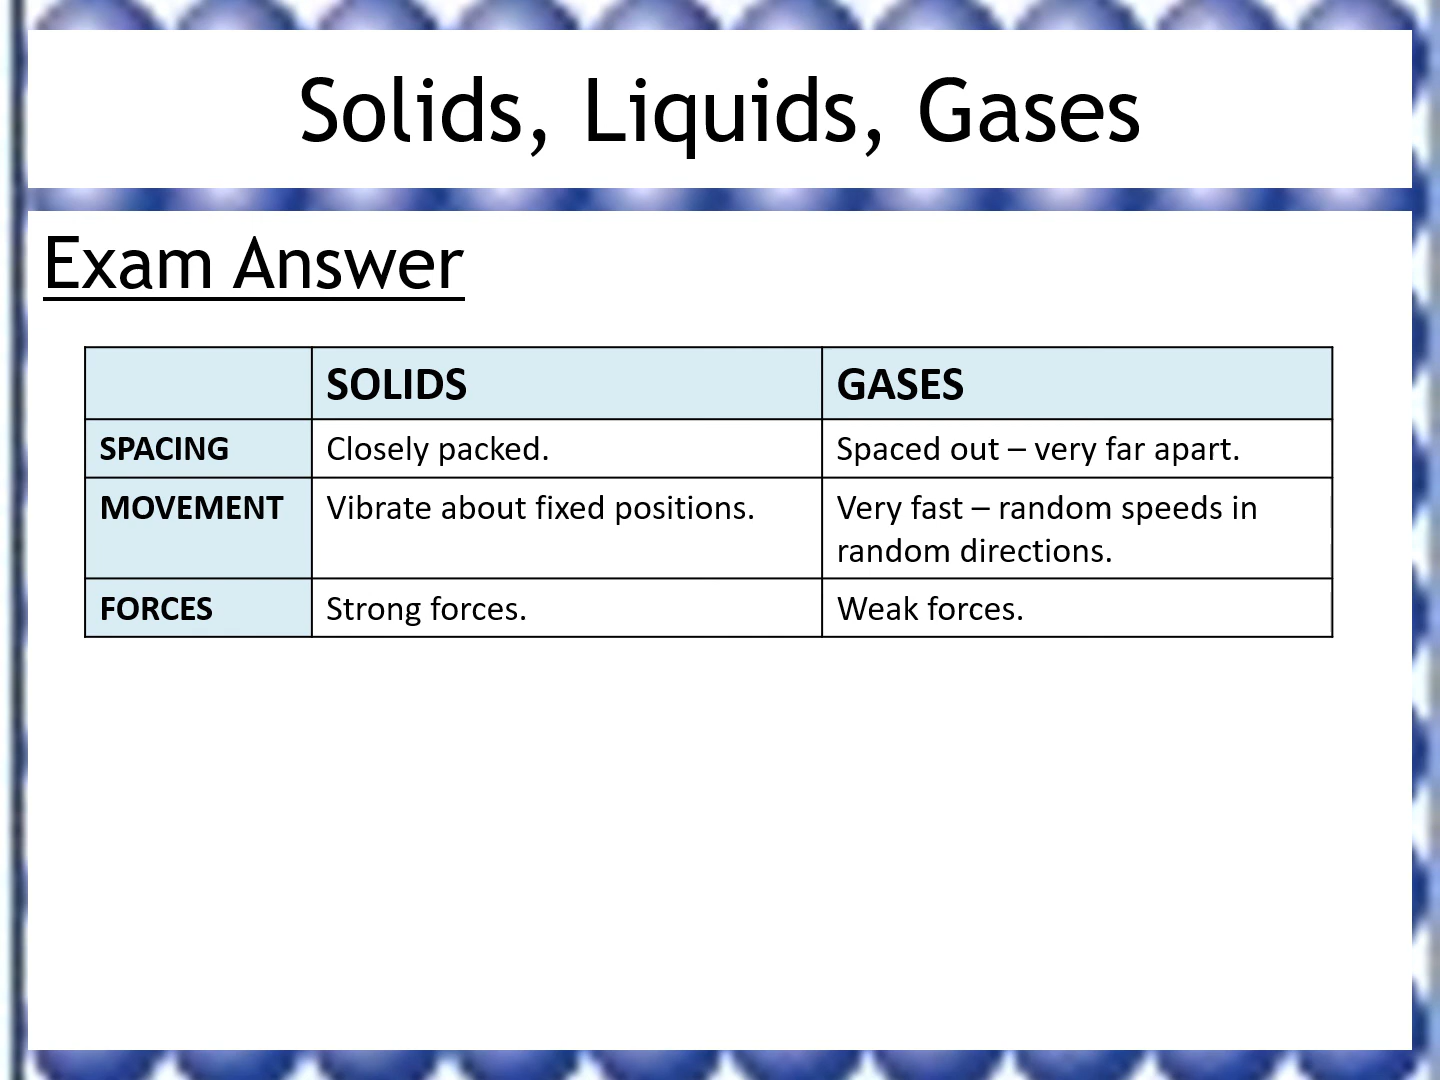 Solids, Liquids, Gases
Exam Answer
SOLIDS GASES
SPACING Closely packed. Spaced out – very far apart.
MOVEMENT Vibrate about fixed positions. Very fast – random speeds in
random directions.
FORCES Strong forces. Weak forces.